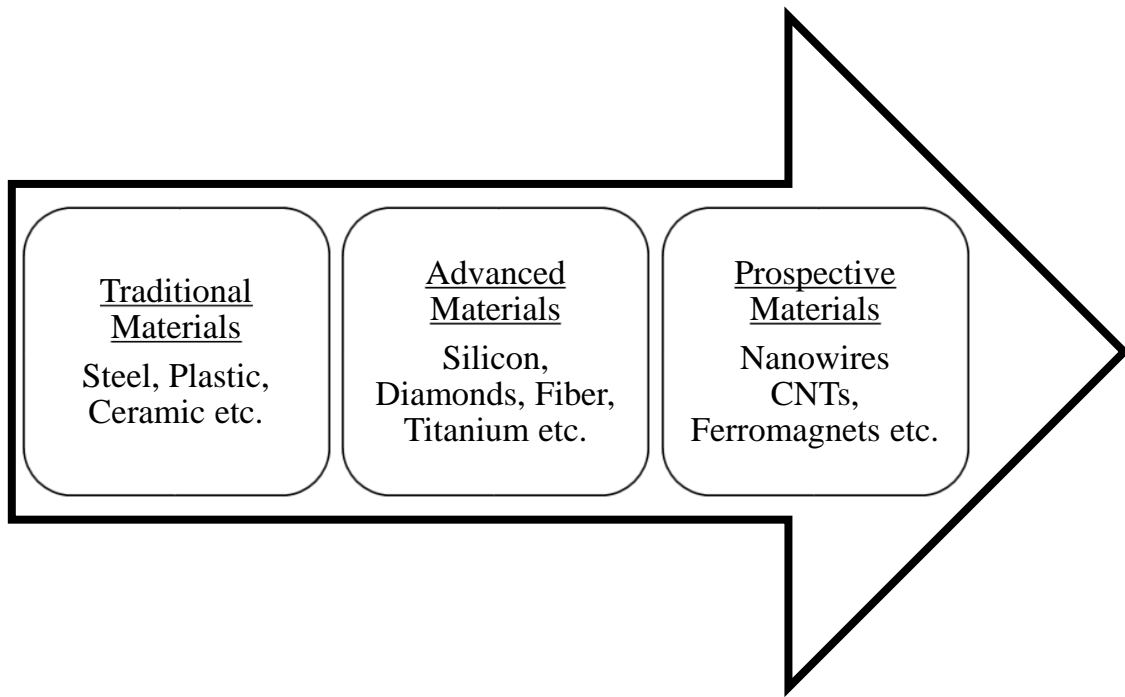 Traditional
Materials
Steel, Plastic,
Ceramic etc.
Advanced
Materials
Silicon,
Diamonds, Fiber,
Titanium etc.
Prospective
Materials
Nanowires
CNTs,
Ferromagnets etc.